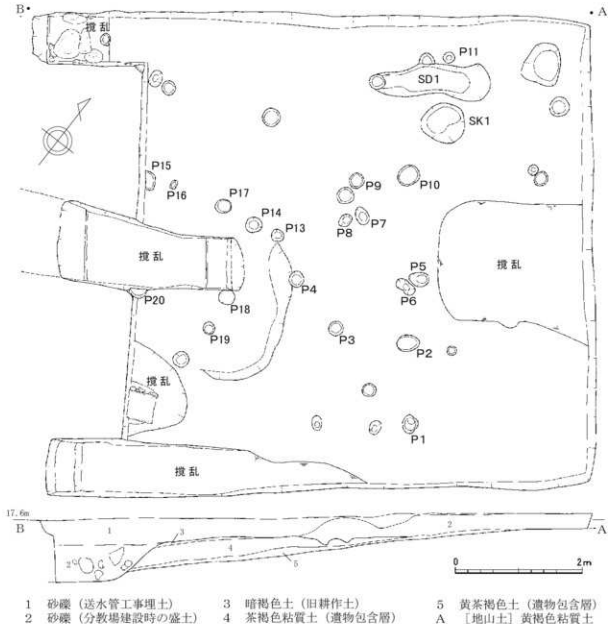 B
A
攪乱
P11
SD1
SK1
P15
P16
P17
P9
P10
P14
P13
P8
P7
攪乱
攪乱
P5
P4
P6
P20
P18
P19
P3
P2
攪乱
P1
攪乱
17.6m
B
A
1
2
3
4
5
2
0
2m
1 砂礫（送水管工事埋土）
2 砂礫（分教場建設時の盛土）
3 暗褐色土（旧耕作土）
4 茶褐色粘質土（遺物包含層）
5 黄茶褐色土（遺物包含層）
A ［地山土］黄褐色粘質土